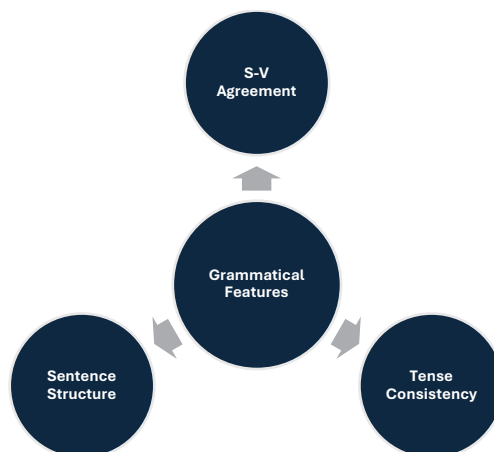 S-V
Agreement
Grammatical
Features
Sentence
Structure
Tense
Consistency